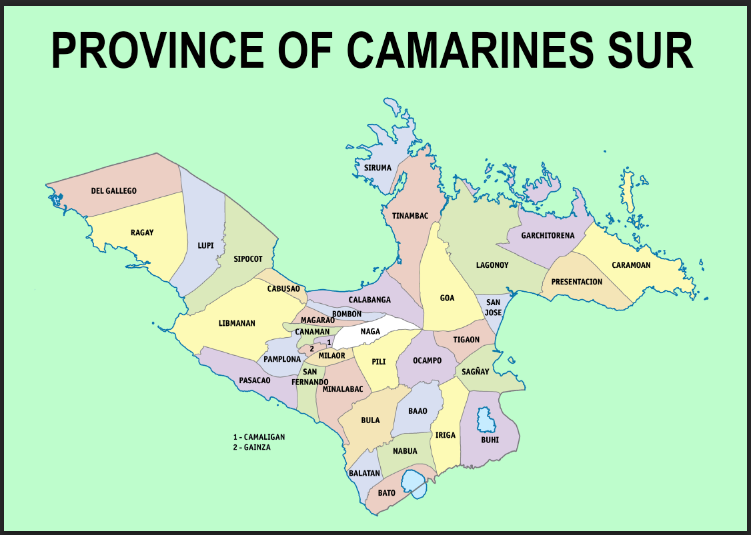 PROVINCE OF CAMARINES SUR
SIRUMA
DEL GALLEGO
TINAMBAC
RAGAY
GARCHITORENA
LUPI
SIPOCOT
LAGONOY
CARAMOAN
PRESENTACION
CABUSAO
CALABANGA
GOA
SAN
JOSE
BOMBON
MAGARAO
LIBMANAN
CANAMAN
NAGA
1
2
MILAOR
TIGAON
PAMPLONA
PILI
OCAMPO
SAN
FERNANDO
SAGÑAY
PASACAO
MINALABAC
BAAO
BULA
IRIGA
BUHI
1 - CAMALIGAN
2 - GAINZA
NABUA
BALATAN
BATO